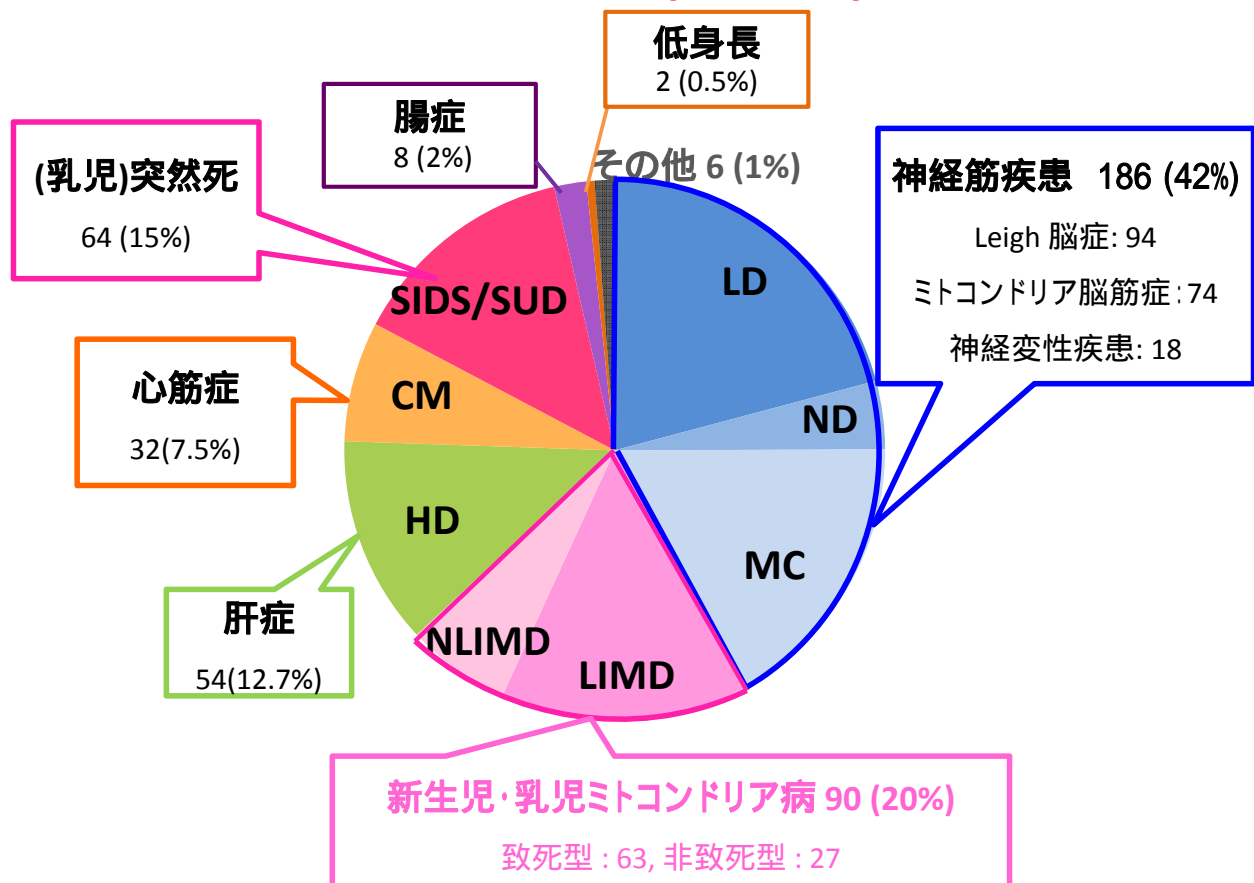 低身長
2 (0.5%)
腸症
8 (2%)
その他 6 (1%)
(乳児)突然死
64 (15%)
神経筋疾患 186 (42%)
Leigh 脳症: 94
ミトコンドリア脳筋症: 74
神経変性疾患: 18
心筋症
32(7.5%)
肝症
54(12.7%)
SIDS/SUD
LD
CM
ND
HD
MC
NLIMD
LIMD
新生児・乳児ミトコンドリア病 90 (20%)
致死型 : 63, 非致死型 : 27